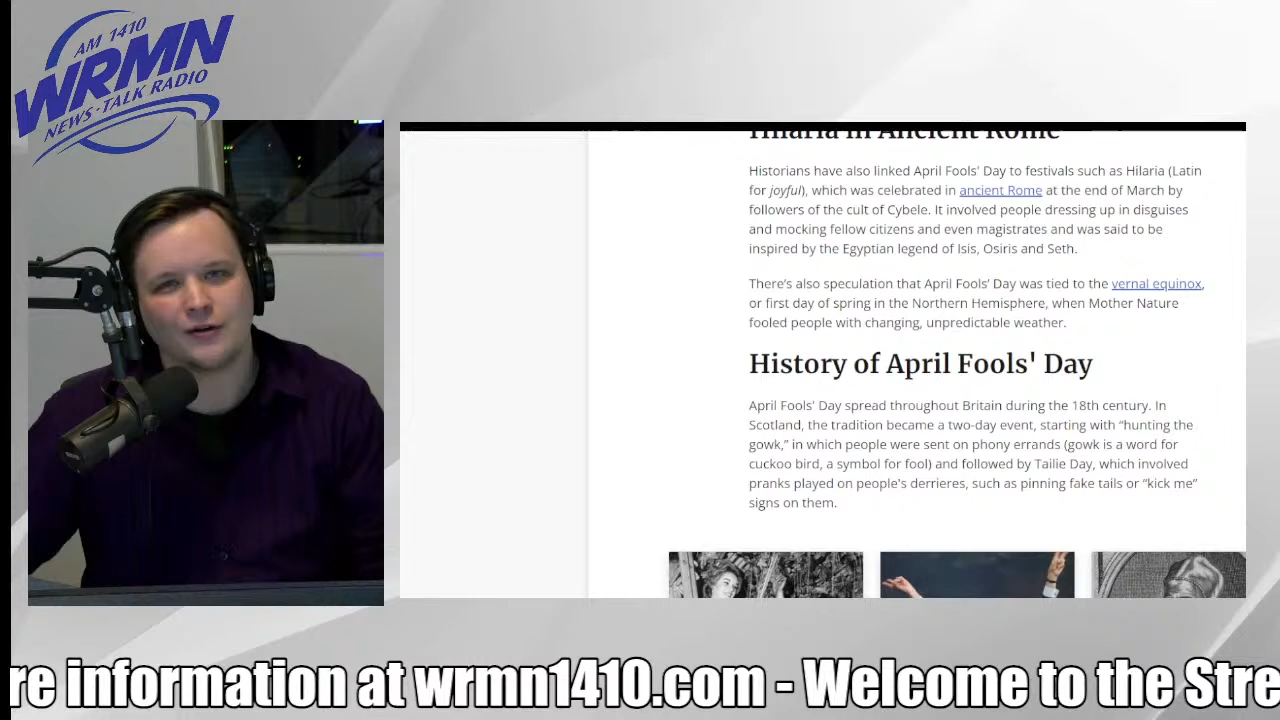 AM 1410
WRMN
NEWS-TALK RADIO
Hilaria in Ancient Rome
Historians have also linked April Fools' Day to festivals such as Hilaria (Latin
for joyful), which was celebrated in ancient Rome at the end of March by
followers of the cult of Cybele. It involved people dressing up in disguises
and mocking fellow citizens and even magistrates and was said to be
inspired by the Egyptian legend of Isis, Osiris and Seth.
There's also speculation that April Fools' Day was tied to the vernal equinox,
or first day of spring in the Northern Hemisphere, when Mother Nature
fooled people with changing, unpredictable weather.
History of April Fools' Day
April Fools' Day spread throughout Britain during the 18th century. In
Scotland, the tradition became a two-day event, starting with “hunting the
gowk,” in which people were sent on phony errands (gowk is a word for
cuckoo bird, a symbol for fool) and followed by Tailie Day, which involved
pranks played on people's derrieres, such as pinning fake tails or “kick me”
signs on them.
re information at wrmn1410.com - Welcome to the Stre